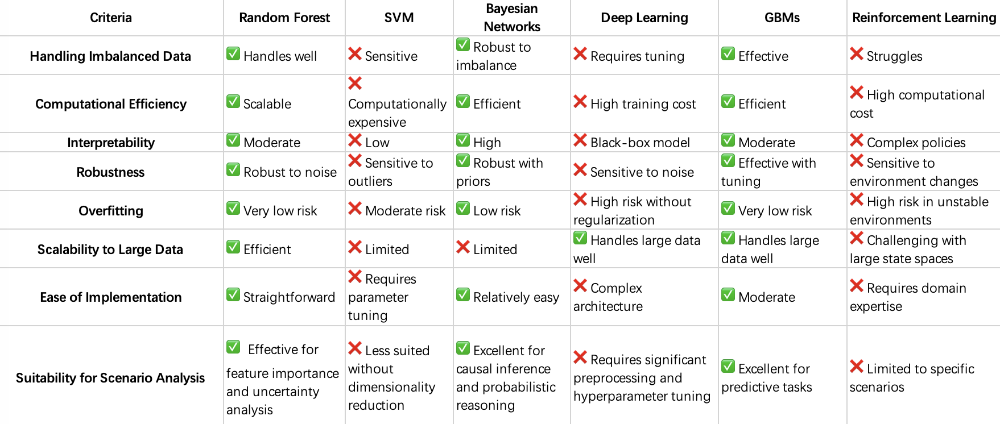 Criteria
Random Forest
SVM
Bayesian
Networks
Deep Learning
GBMs
Reinforcement Learning
Handling Imbalanced Data
✅ Handles well
❌ Sensitive
✅ Robust to
imbalance
❌ Requires tuning
✅ Effective
❌ Struggles
Computational Efficiency
✅ Scalable
❌
Computationally
expensive
✅ Efficient
❌ High training cost
✅ Efficient
❌ High computational
cost
Interpretability
✅ Moderate
❌ Low
✅ High
❌ Black-box model
✅ Moderate
❌ Complex policies
Robustness
✅ Robust to noise
❌ Sensitive to
outliers
✅ Robust with
priors
❌ Sensitive to noise
✅ Effective with
tuning
❌ Sensitive to
environment changes
Overfitting
✅ Very low risk
❌ Moderate risk
✅ Low risk
❌ High risk without
regularization
✅ Very low risk
❌ High risk in unstable
environments
Scalability to Large Data
✅ Efficient
❌ Limited
❌ Limited
✅ Handles large data
well
✅ Handles large
data well
❌ Challenging with
large state spaces
Ease of Implementation
✅ Straightforward
❌ Requires
parameter
tuning
✅ Relatively easy
❌ Complex
architecture
✅ Moderate
❌ Requires domain
expertise
Suitability for Scenario Analysis
✅ Effective for
feature importance
and uncertainty
analysis
❌ Less suited
without
dimensionality
reduction
✅ Excellent for
causal inference
and probabilistic
reasoning
❌ Requires significant
preprocessing and
hyperparameter tuning
✅ Excellent for
predictive tasks
❌ Limited to specific
scenarios